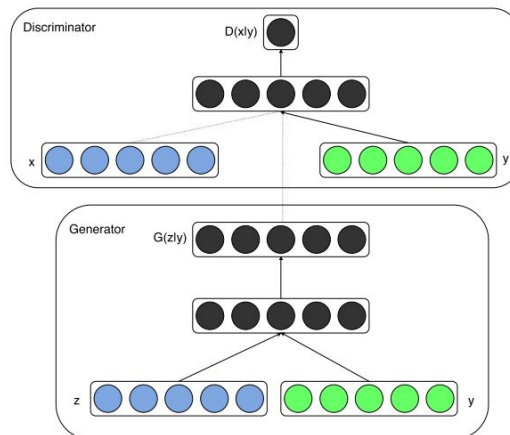 Discriminator
D(x|y)
x
y
Generator
G(z|y)
z
y